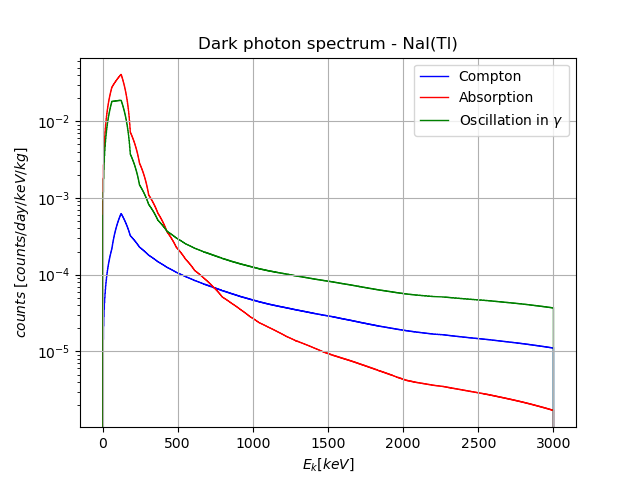 Dark photon spectrum - NaI(Tl)
Compton
Absorption
Oscillation in γ
counts [counts/day/keV/kg]
10⁻²
10⁻³
10⁻⁴
10⁻⁵
0 500 1000 1500 2000 2500 3000
E_k[keV]